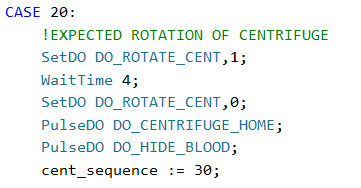 CASE 20:
!EXPECTED ROTATION OF CENTRIFUGE
SetDO DO_ROTATE_CENT,1;
WaitTime 4;
SetDO DO_ROTATE_CENT,0;
PulseDO DO_CENTRIFUGE_HOME;
PulseDO DO_HIDE_BLOOD;
cent_sequence := 30;